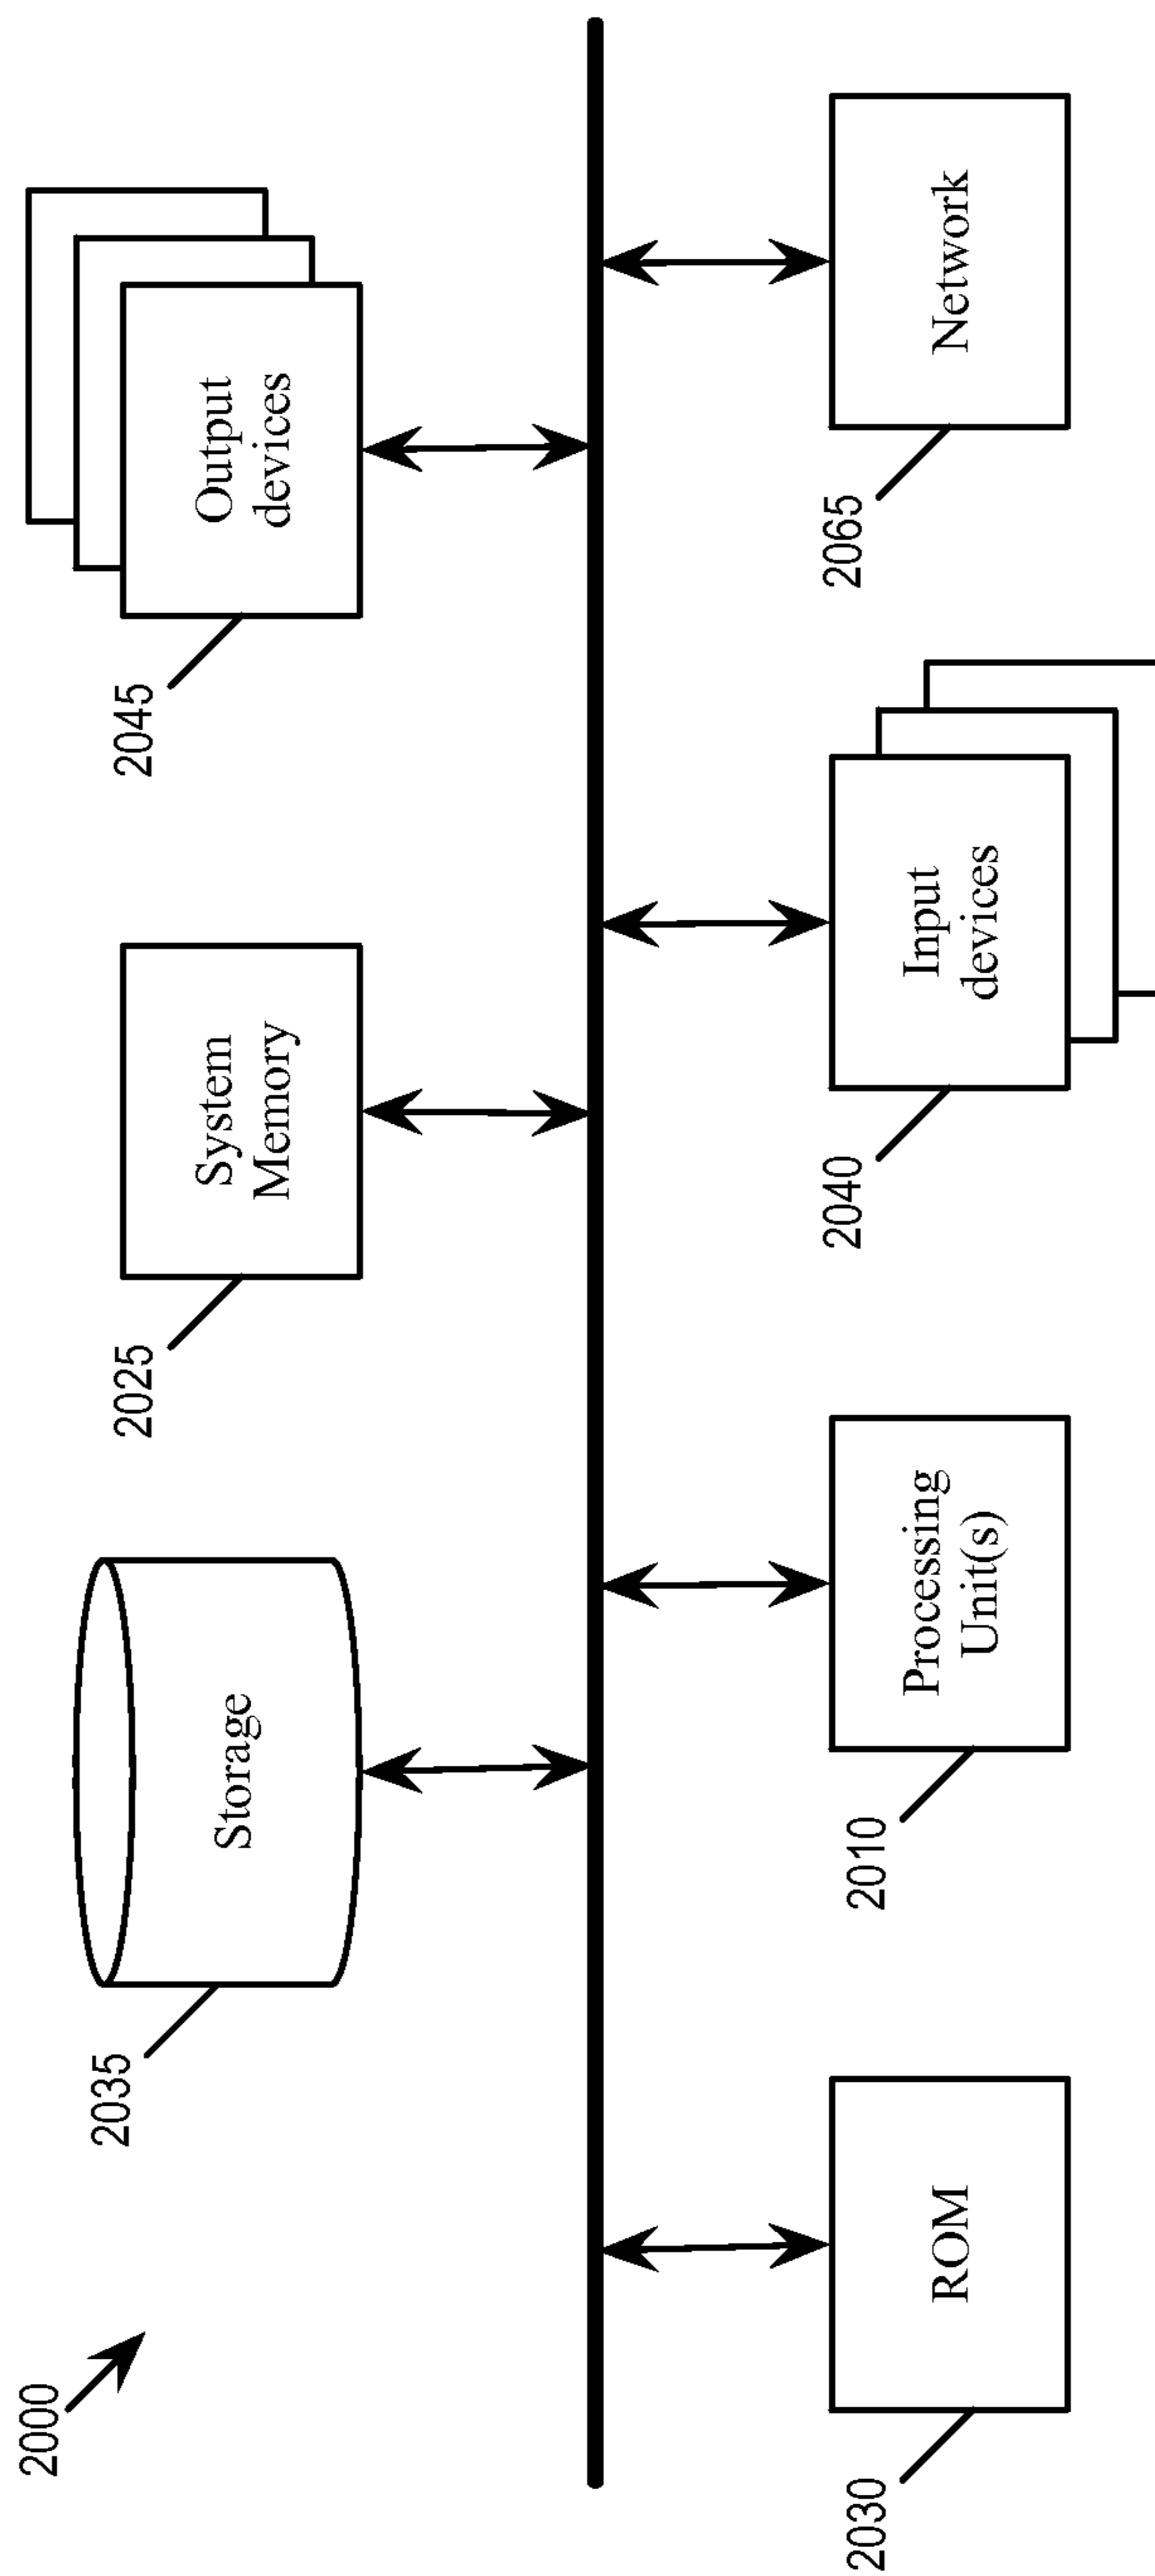 2000
2035
Storage
2025
System
Memory
2045
Output
devices
2030
ROM
2010
Processing
Unit(s)
2040
Input
devices
2065
Network